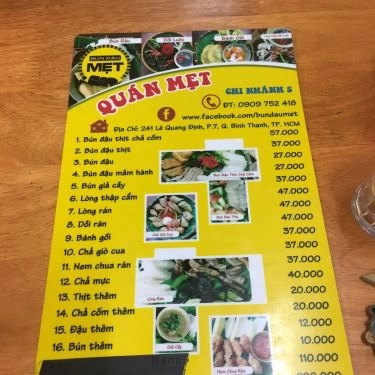 Bún Đậu
Dồi Luộc
Bánh Gối
BÚN ĐẬU
MẸT
QUÁN MẸT
CHI NHÁNH 5
ĐT: 0909 752 418
www.facebook.com/bundaumet
Địa Chỉ: 241 Lê Quang Định, F.7, Q. Bình Thạnh, TP. HCM
1. Bún đậu thịt chả cốm 57.000
2. Bún đậu thịt 37.000
3. Bún đậu 27.000
4. Bún đậu mắm hành 37.000
5. Bún giả cầy 37.000
6. Lòng thập cẩm 47.000
7. Lòng rán 47.000
8. Dồi rán 47.000
9. Bánh gối 37.000
10. Chả giò cua 37.000
11. Nem chua rán 37.000
12. Chả mực 40.000
13. Thịt thêm 20.000
14. Chả cốm thêm 20.000
15. Đậu thêm 10.000
16. Bún thêm
110.000
Bún Đậu Thịt Chả Cốm
Chả Giò Cua
Bún Đậu Thịt
Lòng Rán
Giả Cầy
Nem Chua Rán